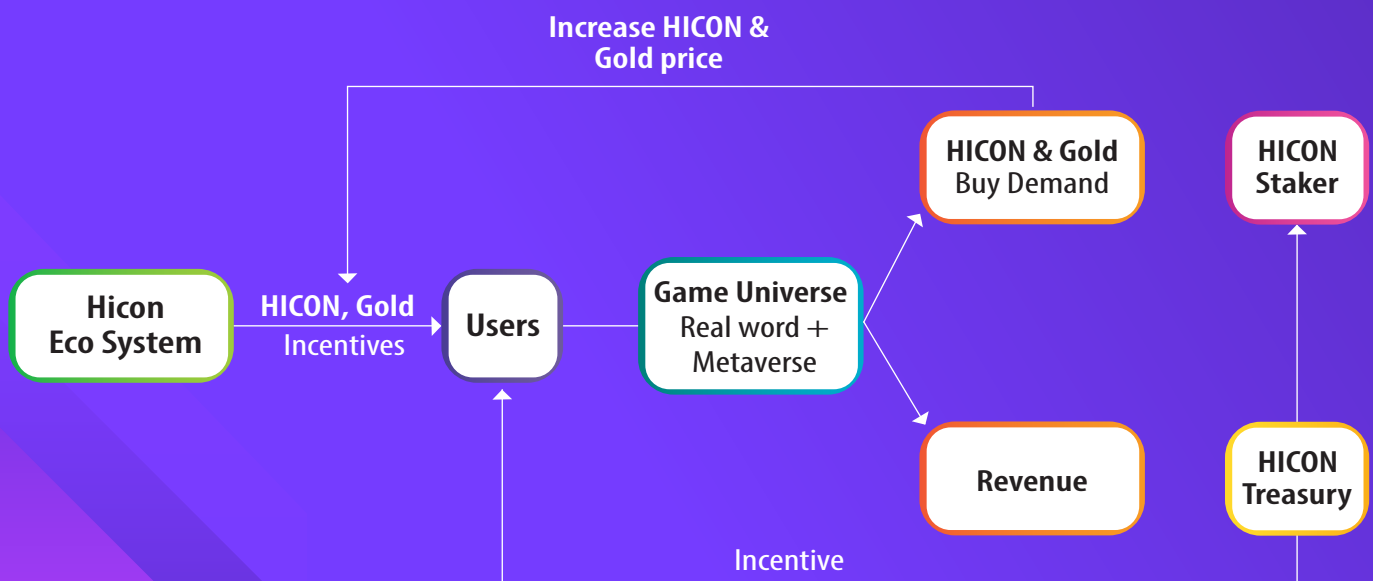 Increase HICON &
Gold price
HICON & Gold
Buy Demand
HICON
Staker
Hicon
Eco System
HICON, Gold
Incentives
Users
Game Universe
Real word +
Metaverse
Revenue
HICON
Treasury
Incentive